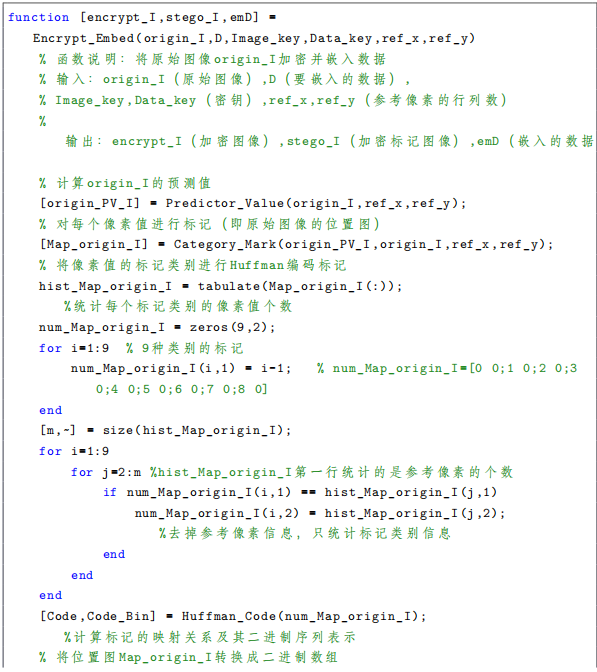 function [encrypt_I,stego_I,emD] =
Encrypt_Embed(origin_I,D,Image_key,Data_key,ref_x,ref_y)
% 函数说明：将原始图像origin_I加密并嵌入数据
% 输入：origin_I（原始图像）,D（要嵌入的数据）,
% Image_key,Data_key（密钥）,ref_x,ref_y（参考像素的行列数）
%
输出：encrypt_I（加密图像）,stego_I（加密标记图像）,emD（嵌入的数据
% 计算origin_I的预测值
[origin_PV_I] = Predictor_Value(origin_I,ref_x,ref_y);
% 对每个像素值进行标记（即原始图像的位置图）
[Map_origin_I] = Category_Mark(origin_PV_I,origin_I,ref_x,ref_y);
% 将像素值的标记类别进行Huffman编码标记
hist_Map_origin_I = tabulate(Map_origin_I(:));
%统计每个标记类别的像素值个数
num_Map_origin_I = zeros(9,2);
for i=1:9 % 9种类别的标记
num_Map_origin_I(i,1) = i-1; % num_Map_origin_I=[0 0;1 0;2 0;3
0;4 0;5 0;6 0;7 0;8 0]
end
[m,~] = size(hist_Map_origin_I);
for i=1:9
for j=2:m %hist_Map_origin_I第一行统计的是参考像素的个数
if num_Map_origin_I(i,1) == hist_Map_origin_I(j,1)
num_Map_origin_I(i,2) = hist_Map_origin_I(j,2);
%去掉参考像素信息，只统计标记类别信息
end
end
end
[Code,Code_Bin] = Huffman_Code(num_Map_origin_I);
%计算标记的映射关系及其二进制序列表示
% 将位置图Map_origin_I转换成二进制数组